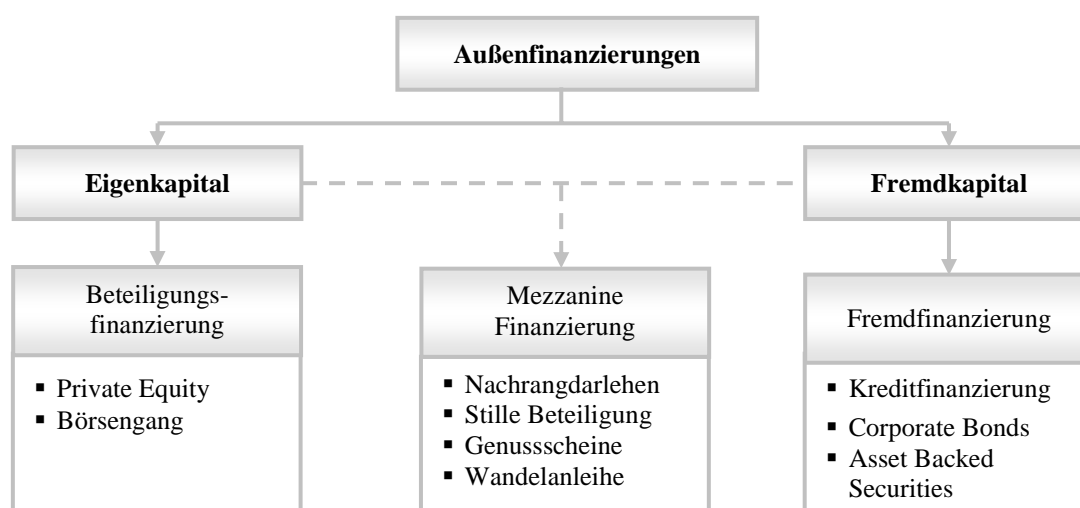 Außenfinanzierungen
Eigenkapital
Fremdkapital
Beteiligungs-
finanzierung
▪ Private Equity
▪ Börsengang
Mezzanine
Finanzierung
▪ Nachrangdarlehen
▪ Stille Beteiligung
▪ Genussscheine
▪ Wandelanleihe
Fremdfinanzierung
▪ Kreditfinanzierung
▪ Corporate Bonds
▪ Asset Backed
Securities